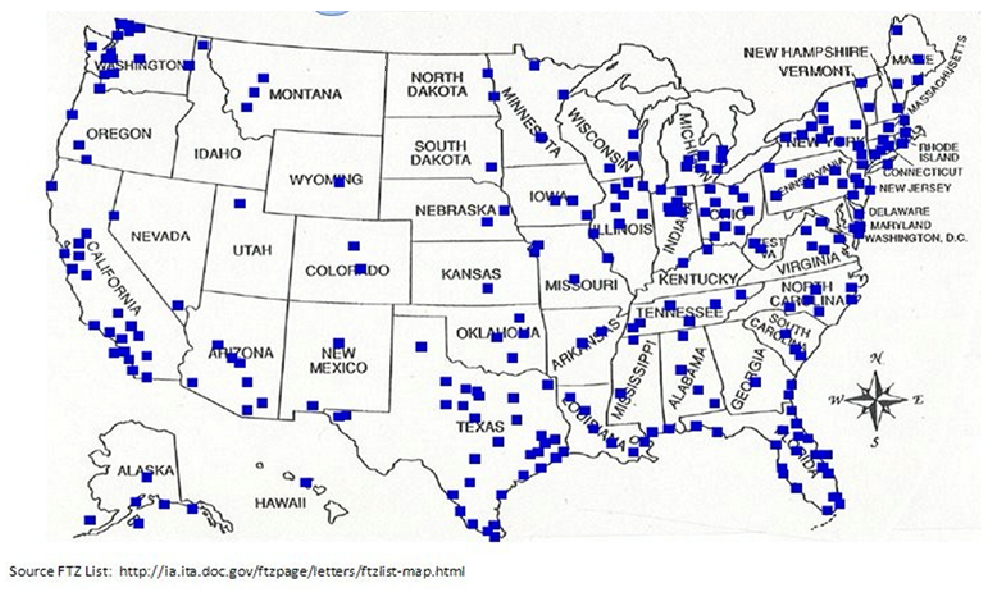 NEW HAMPSHIRE
VERMONT
MAINE
MASSACHUSETTS
WASHINGTON
MONTANA
NORTH
DAKOTA
MINNESOTA
WISCONSIN
MICHIGAN
NEW YORK
RHODE
ISLAND
CONNECTICUT
NEW JERSEY
DELAWARE
MARYLAND
WASHINGTON, D.C.
OREGON
IDAHO
WYOMING
SOUTH
DAKOTA
IOWA
NEBRASKA
ILLINOIS
INDIANA
OHIO
PENNSYLVANIA
WEST
VA
VIRGINIA
NEVADA
UTAH
COLORADO
KANSAS
MISSOURI
KENTUCKY
CALIFORNIA
NORTH
CAROLINA
TENNESSEE
SOUTH
CAROLINA
ARIZONA
NEW
MEXICO
OKLAHOMA
ARKANSAS
MISSISSIPPI
ALABAMA
GEORGIA
TEXAS
LOUISIANA
FLORIDA
ALASKA
HAWAII
N
W
E
S
Source FTZ List: http://ia.ita.doc.gov/ftzpage/letters/ftzlist-map.html